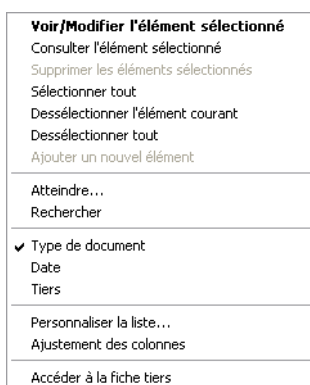 Voir/Modifier l'élément sélectionné
Consulter l'élément sélectionné
Supprimer les éléments sélectionnés
Sélectionner tout
Dessélectionner l'élément courant
Dessélectionner tout
Ajouter un nouvel élément
Atteindre...
Rechercher
Type de document
Date
Tiers
Personnaliser la liste...
Ajustement des colonnes
Accéder à la fiche tiers